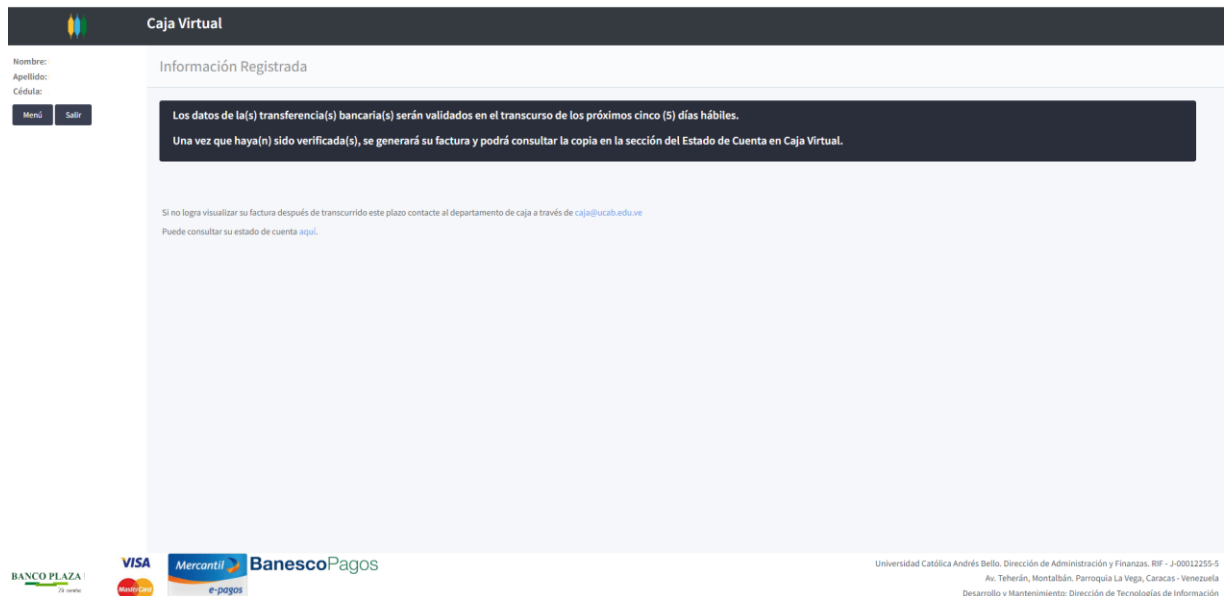 Caja Virtual
Nombre:
Apellido:
Cédula:
Menú
Salir
Información Registrada
Los datos de la(s) transferencia(s) bancaria(s) serán validados en el transcurso de los próximos cinco (5) días hábiles.
Una vez que haya(n) sido verificada(s), se generará su factura y podrá consultar la copia en la sección del Estado de Cuenta en Caja Virtual.
Si no logra visualizar su factura después de transcurrido este plazo contacte al departamento de caja a través de caja@ucab.edu.ve
Puede consultar su estado de cuenta aquí.
BANCO PLAZA
VISA
MasterCard
Mercantil
e-pagos
BanescoPagos
Universidad Católica Andrés Bello. Dirección de Administración y Finanzas. RIF - J-00012255-5
Av. Teherán, Montalbán. Parroquia La Vega, Caracas - Venezuela
Desarrollo y Mantenimiento: Dirección de Tecnologías de Información